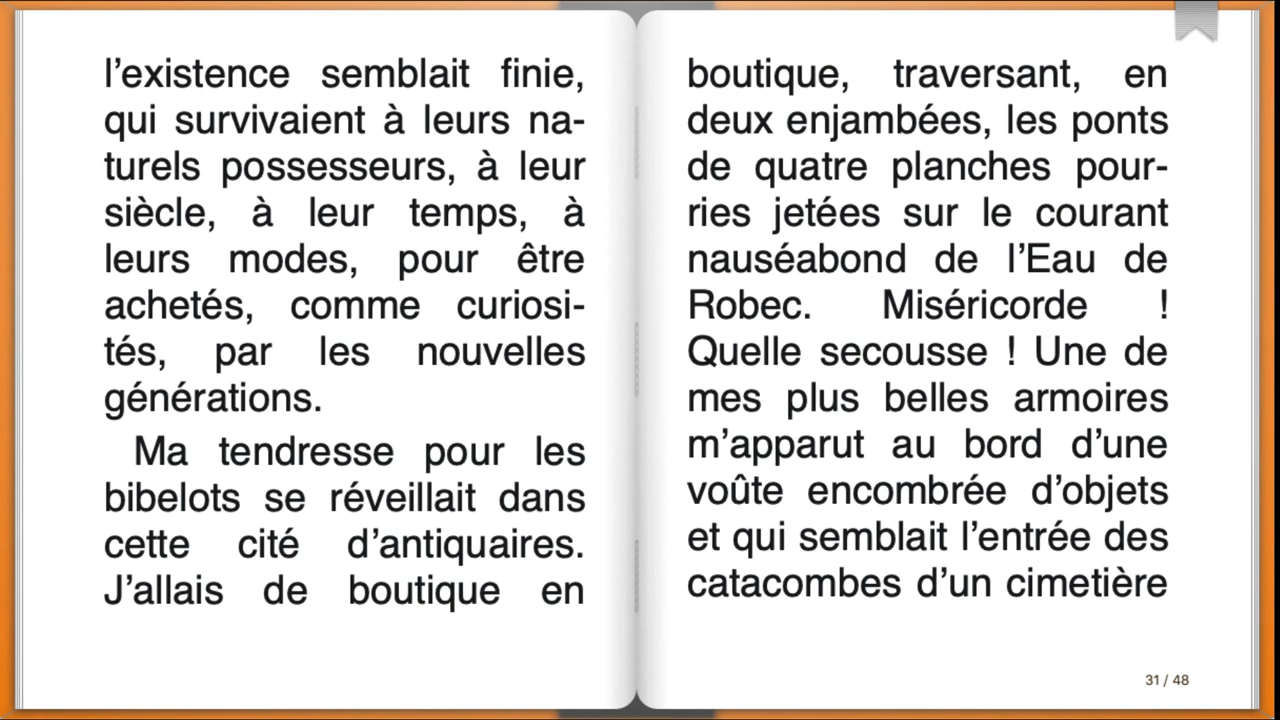 l’existence semblait finie,
qui survivaient à leurs na-
turels possesseurs, à leur
siècle, à leur temps, à
leurs modes, pour être
achetés, comme curiosi-
tés, par les nouvelles
générations.
Ma tendresse pour les
bibelots se réveillait dans
cette cité d’antiquaires.
J’allais de boutique en
boutique, traversant, en
deux enjambées, les ponts
de quatre planches pour-
ries jetées sur le courant
nauséabond de l’Eau de
Robec. Miséricorde !
Quelle secousse ! Une de
mes plus belles armoires
m’apparut au bord d’une
voûte encombrée d’objets
et qui semblait l’entrée des
catacombes d’un cimetière
31 / 48